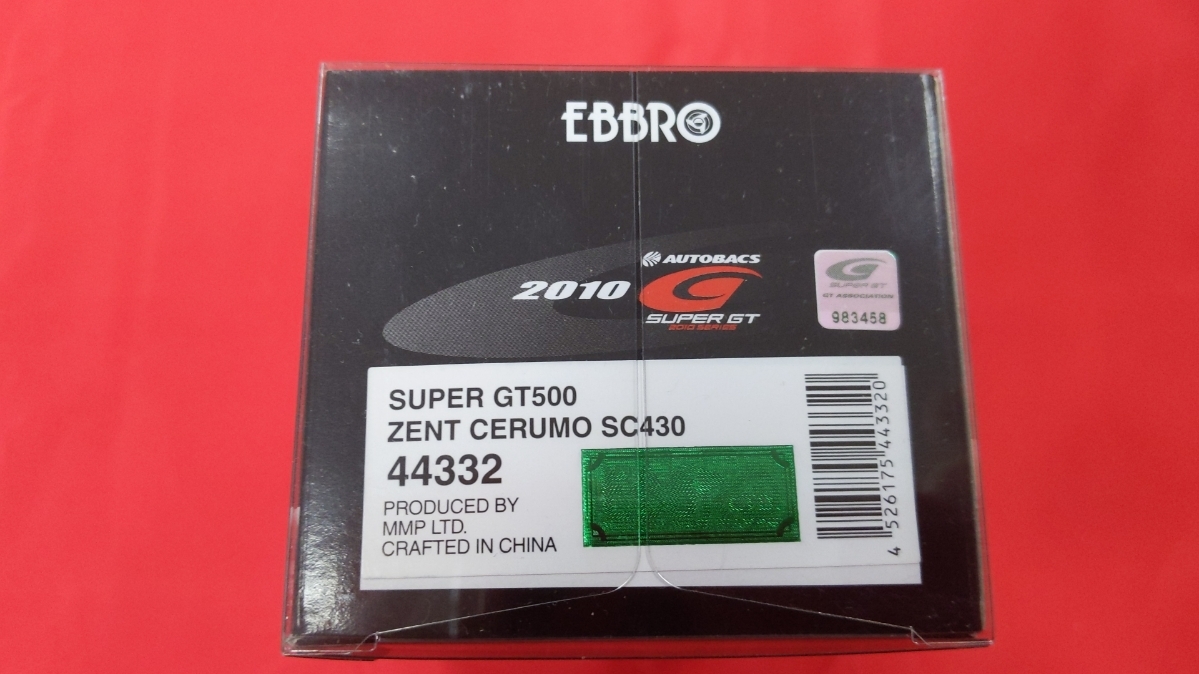 EBBRO
AUTOBACS
2010
SUPER GT
2010 SERIES
SUPER GT
GT ASSOCIATION
983458
SUPER GT500
ZENT CERUMO SC430
44332
PRODUCED BY
MMP LTD.
CRAFTED IN CHINA
4 526175 443320